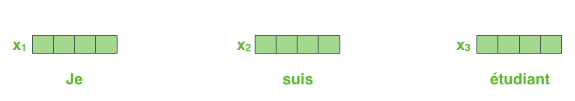 x₁ x₂ x₃
Je suis étudiant